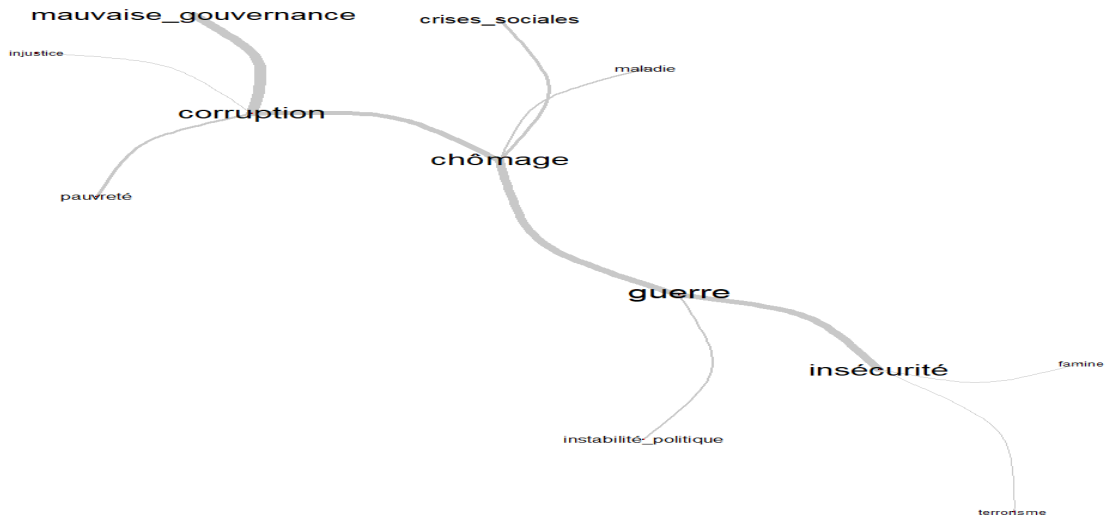 mauvaise_gouvernance
crises_sociales
injustice
maladie
corruption
chômage
pauvreté
guerre
famine
insécurité
instabilité_politique
terrorisme